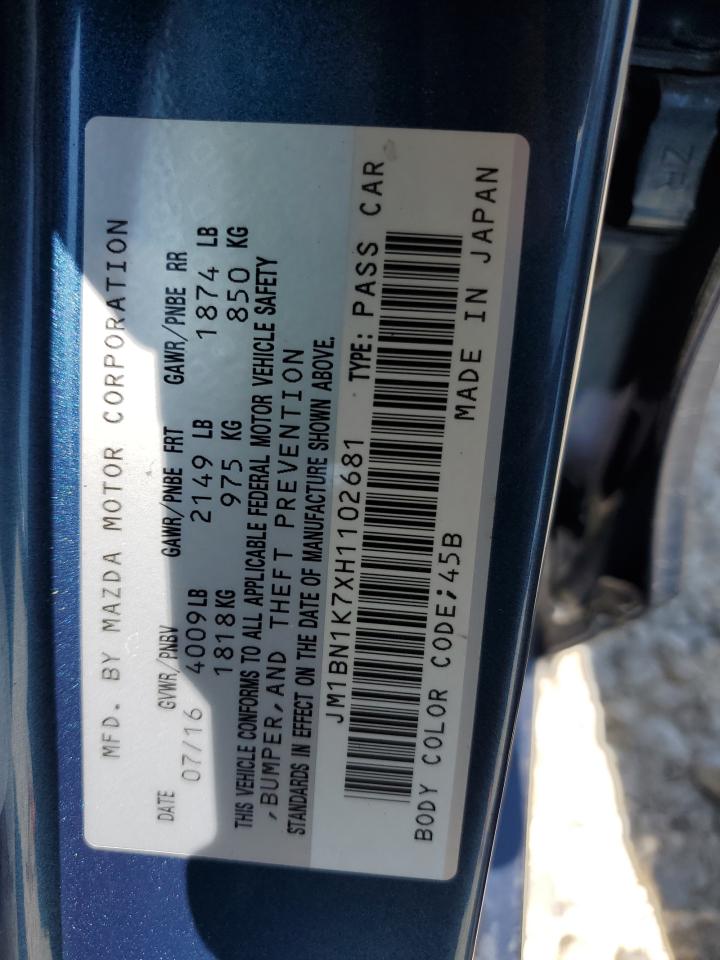 MFD. BY MAZDA MOTOR CORPORATION
DATE GVWR/PNBV GAWR/PNBE FRT GAWR/PNBE RR
07/16 4009LB 2149 LB 1874 LB
1818KG 975 KG 850 KG
THIS VEHICLE CONFORMS TO ALL APPLICABLE FEDERAL MOTOR VEHICLE SAFETY
,BUMPER,AND THEFT PREVENTION
STANDARDS IN EFFECT ON THE DATE OF MANUFACTURE SHOWN ABOVE.
JM1BN1K7XH1102681 TYPE: PASS CAR
BODY COLOR CODE;45B MADE IN JAPAN
ZR